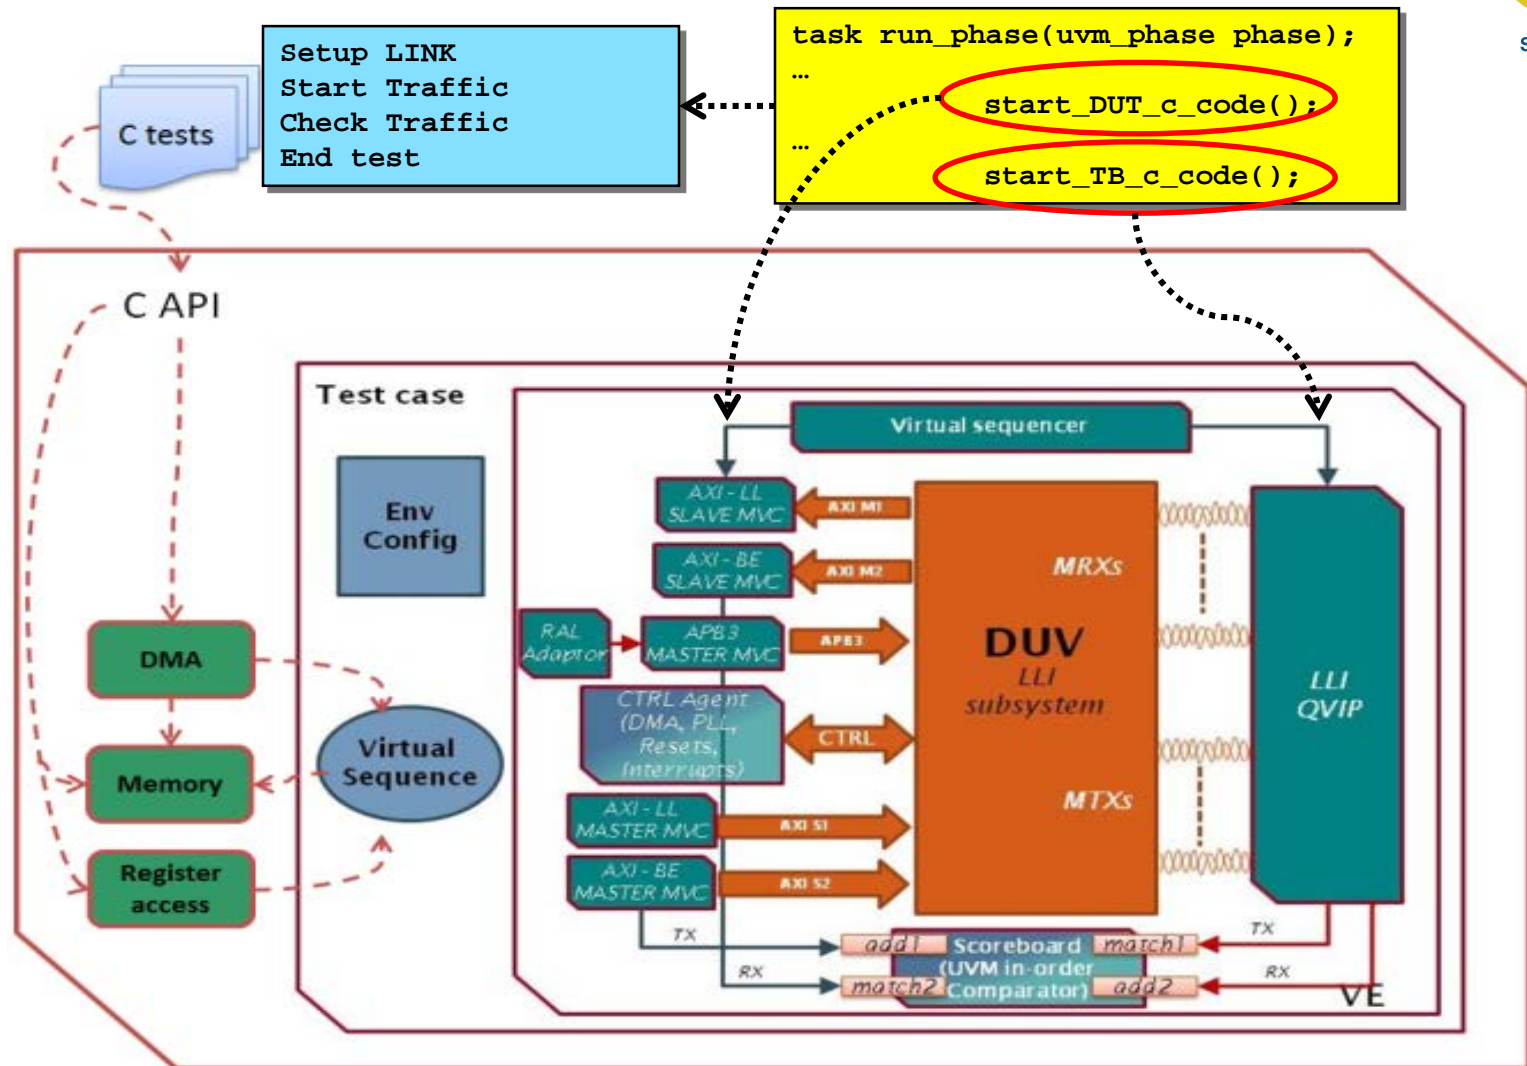 task run_phase(uvm_phase phase);
…
start_DUT_c_code();
…
start_TB_c_code();
s
Setup LINK
Start Traffic
Check Traffic
End test
C tests
C API
Test case
Virtual sequencer
Env
Config
AXI - LL
SLAVE MVC
AXI M1
AXI - BE
SLAVE MVC
AXI M2
RAL
Adaptor
APB3
MASTER MVC
APB3
CTRL Agent
(DMA, PLL,
Resets,
Interrupts)
CTRL
AXI - LL
MASTER MVC
AXI S1
AXI - BE
MASTER MVC
AXI S2
MRXs
DUV
LLI
subsystem
MTXs
LLI
QVIP
DMA
Memory
Register
access
Virtual
Sequence
TX
RX
add1
match2
Scoreboard
(UVM in-order
Comparator)
match1
add2
TX
RX
VE